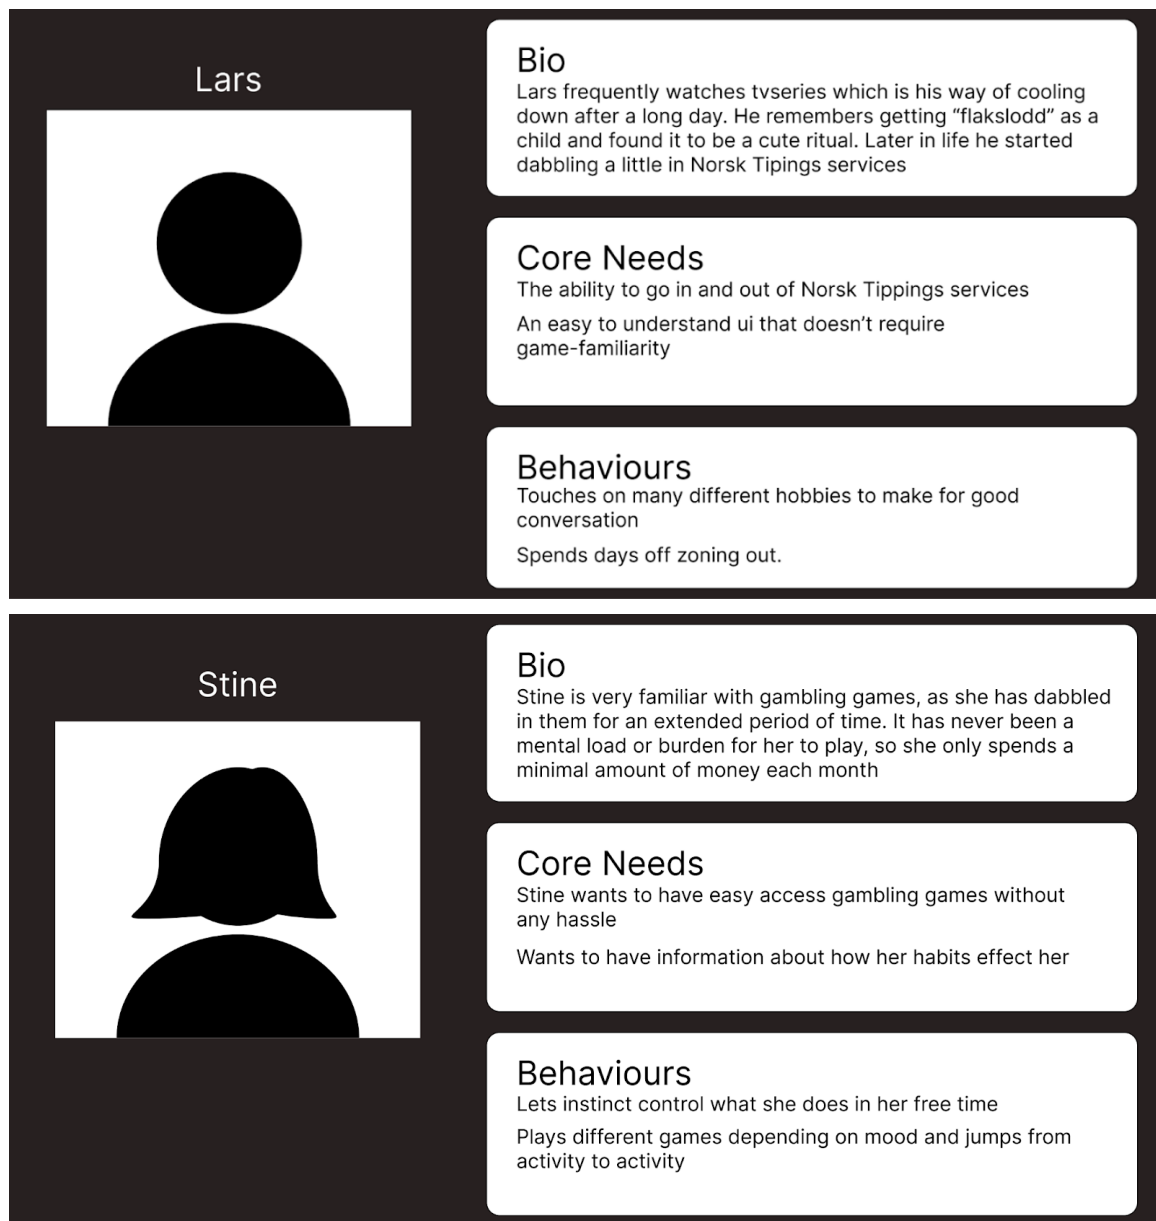 Lars
Bio
Lars frequently watches tvseries which is his way of cooling
down after a long day. He remembers getting “flakslodd” as a
child and found it to be a cute ritual. Later in life he started
dabbling a little in Norsk Tipings services
Core Needs
The ability to go in and out of Norsk Tippings services
An easy to understand ui that doesn’t require
game-familiarity
Behaviours
Touches on many different hobbies to make for good
conversation
Spends days off zoning out.
Stine
Bio
Stine is very familiar with gambling games, as she has dabbled
in them for an extended period of time. It has never been a
mental load or burden for her to play, so she only spends a
minimal amount of money each month
Core Needs
Stine wants to have easy access gambling games without
any hassle
Wants to have information about how her habits effect her
Behaviours
Lets instinct control what she does in her free time
Plays different games depending on mood and jumps from
activity to activity